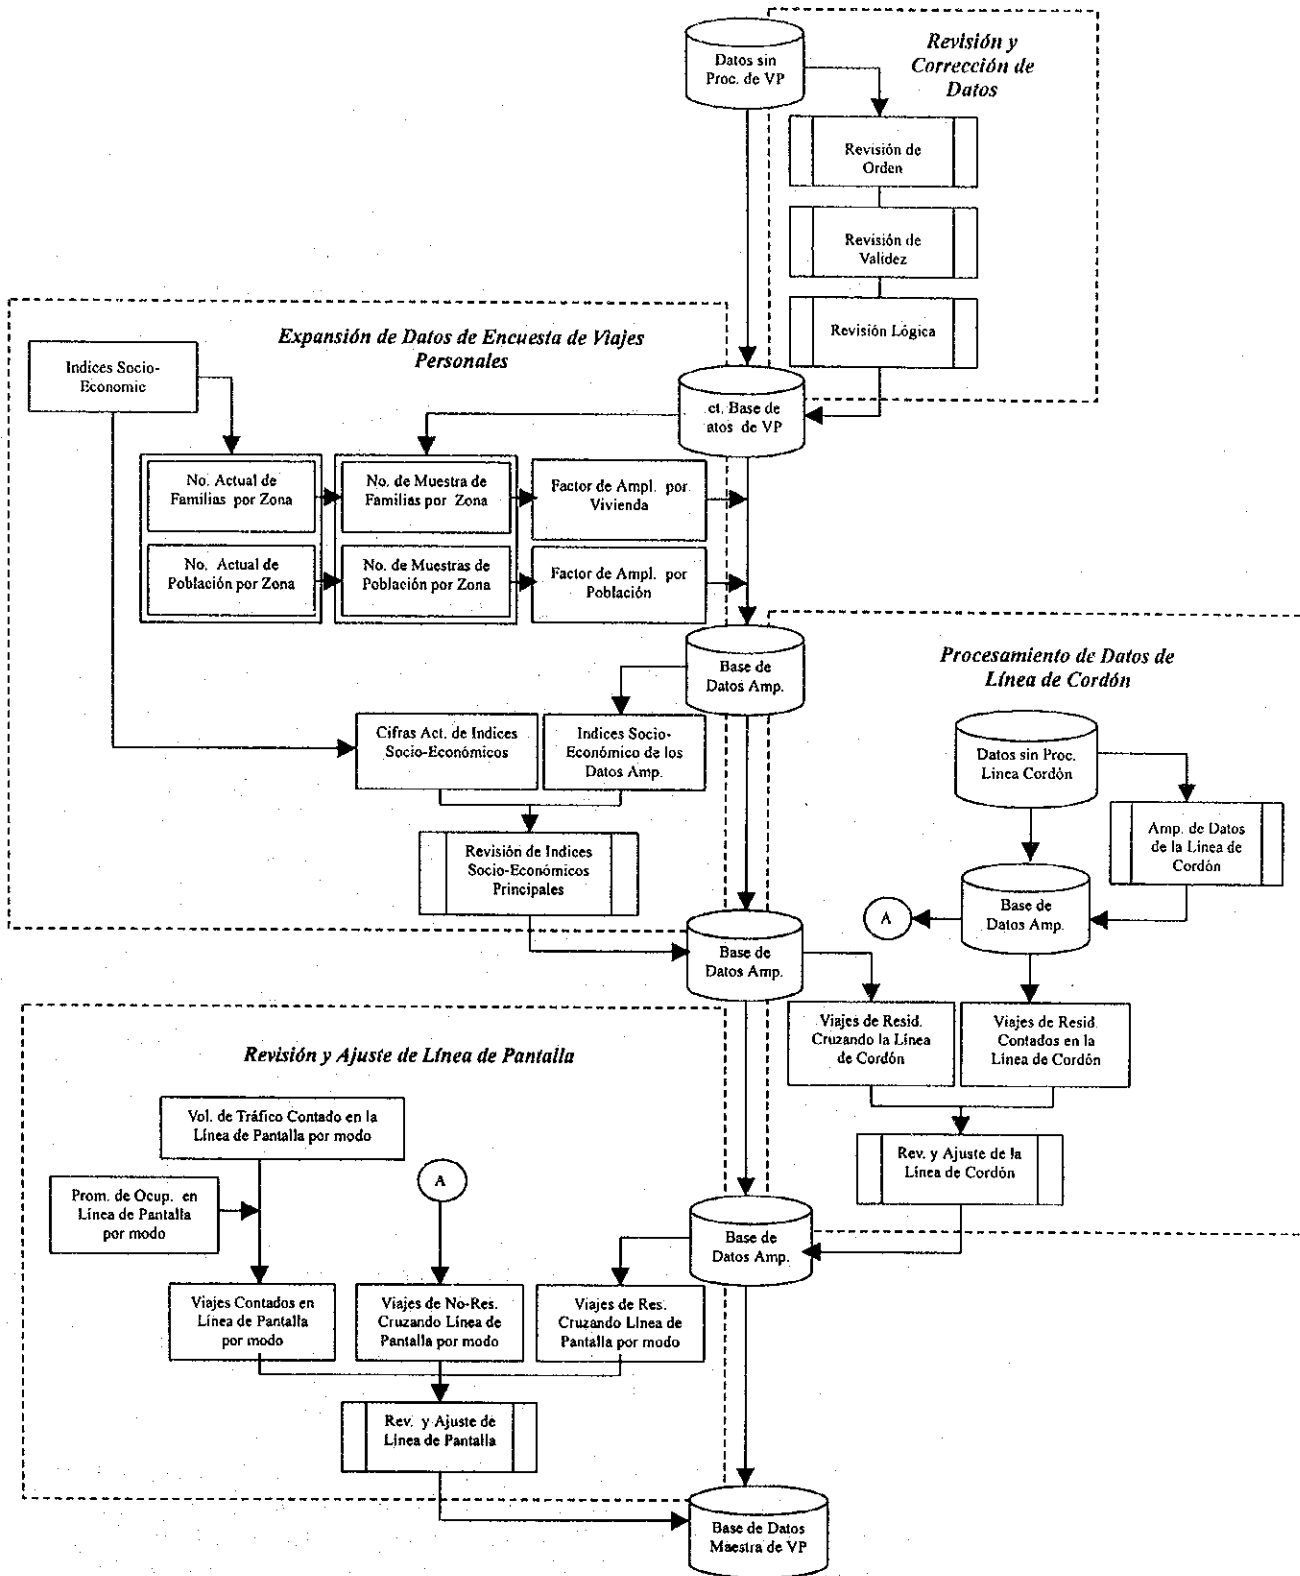 Datos sin
Proc. de VP
Revisión y
Corrección de
Datos
Revisión de
Orden
Revisión de
Validez
Revisión Lógica
Expansión de Datos de Encuesta de Viajes
Personales
Indices Socio-
Economic
ct. Base de
atos de VP
No. Actual de
Familias por Zona
No. de Muestra de
Familias por Zona
Factor de Ampl. por
Vivienda
No. Actual de
Población por Zona
No. de Muestras de
Población por Zona
Factor de Ampl. por
Población
Base de
Datos Amp.
Cifras Act. de Indices
Socio-Económicos
Indices Socio-
Económico de los
Datos Amp.
Revisión de Indices
Socio-Económicos
Principales
Procesamiento de Datos de
Línea de Cordón
Datos sin Proc.
Linea Cordón
Amp. de Datos
de la Línea de
Cordón
Base de
Datos Amp.
A
Base de
Datos Amp.
Viajes de Resid.
Cruzando la Línea
de Cordón
Viajes de Resid.
Contados en la
Línea de Cordón
Rev. y Ajuste de la
Línea de Cordón
Revisión y Ajuste de Línea de Pantalla
Vol. de Tráfico Contado en la
Línea de Pantalla por modo
Prom. de Ocup. en
Línea de Pantalla
por modo
A
Base de
Datos Amp.
Viajes Contados en
Línea de Pantalla
por modo
Viajes de No-Res.
Cruzando Línea de
Pantalla por modo
Viajes de Res.
Cruzando Línea de
Pantalla por modo
Rev. y Ajuste de
Línea de Pantalla
Base de Datos
Maestra de VP